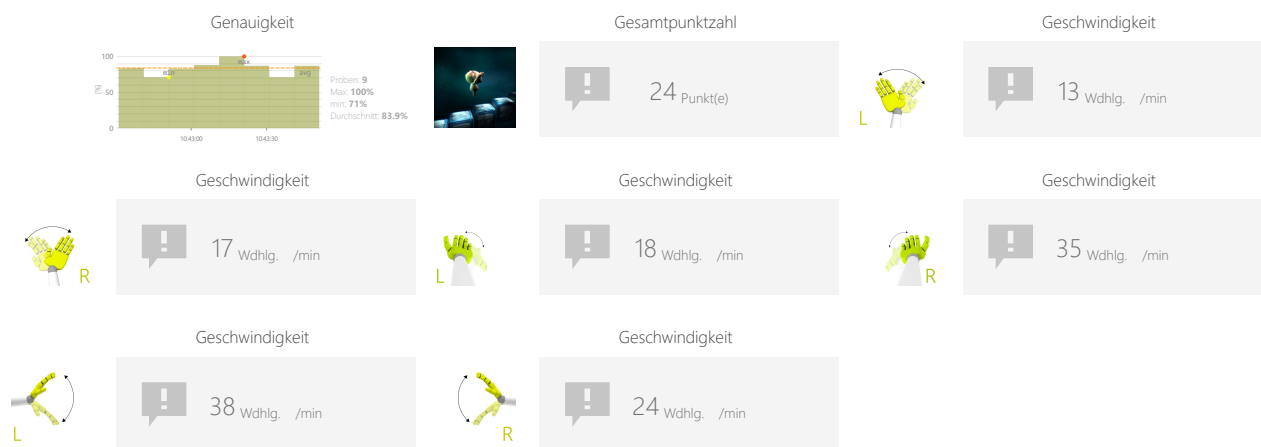 Genauigkeit
100
50
0
[%]
min
max
avg
10:43:00
10:43:30
Proben: 9
Max: 100%
min: 71%
Durchschnitt: 83.9%
Gesamtpunktzahl
24 Punkt(e)
Geschwindigkeit
L
13 Wdhlg. /min
Geschwindigkeit
R
17 Wdhlg. /min
Geschwindigkeit
L
18 Wdhlg. /min
Geschwindigkeit
R
35 Wdhlg. /min
Geschwindigkeit
L
38 Wdhlg. /min
Geschwindigkeit
R
24 Wdhlg. /min